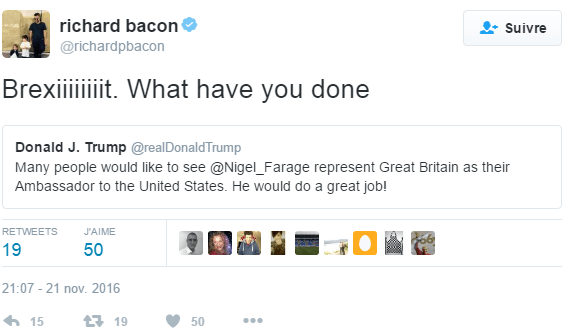 richard bacon
@richardpbacon
Suivre
Brexiiiiiiiit. What have you done
Donald J. Trump @realDonaldTrump
Many people would like to see @Nigel_Farage represent Great Britain as their
Ambassador to the United States. He would do a great job!
RETWEETS J'AIME
19 50
21:07 - 21 nov. 2016
15 19 50